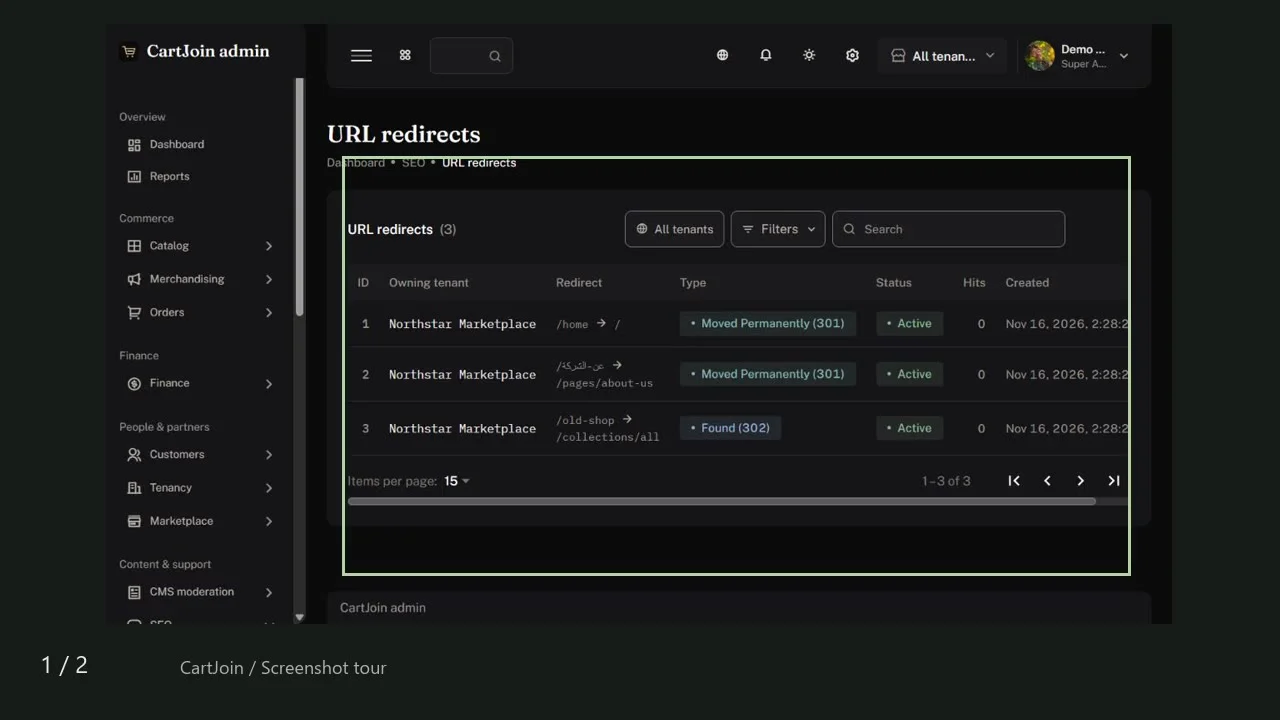 CartJoin admin
All tenan...
Demo ...
Super A...
Overview
Dashboard
Reports
Commerce
Catalog
Merchandising
Orders
Finance
Finance
People & partners
Customers
Tenancy
Marketplace
Content & support
CMS moderation
SEO
URL redirects
Dashboard • SEO • URL redirects
URL redirects (3)
All tenants
Filters
Search
ID Owning tenant Redirect Type Status Hits Created
1 Northstar Marketplace /home → / • Moved Permanently (301) • Active 0 Nov 16, 2026, 2:28:2
2 Northstar Marketplace /عن-الشركة → /pages/about-us • Moved Permanently (301) • Active 0 Nov 16, 2026, 2:28:2
3 Northstar Marketplace /old-shop → /collections/all • Found (302) • Active 0 Nov 16, 2026, 2:28:2
Items per page: 15
1–3 of 3
CartJoin admin
1 / 2
CartJoin / Screenshot tour